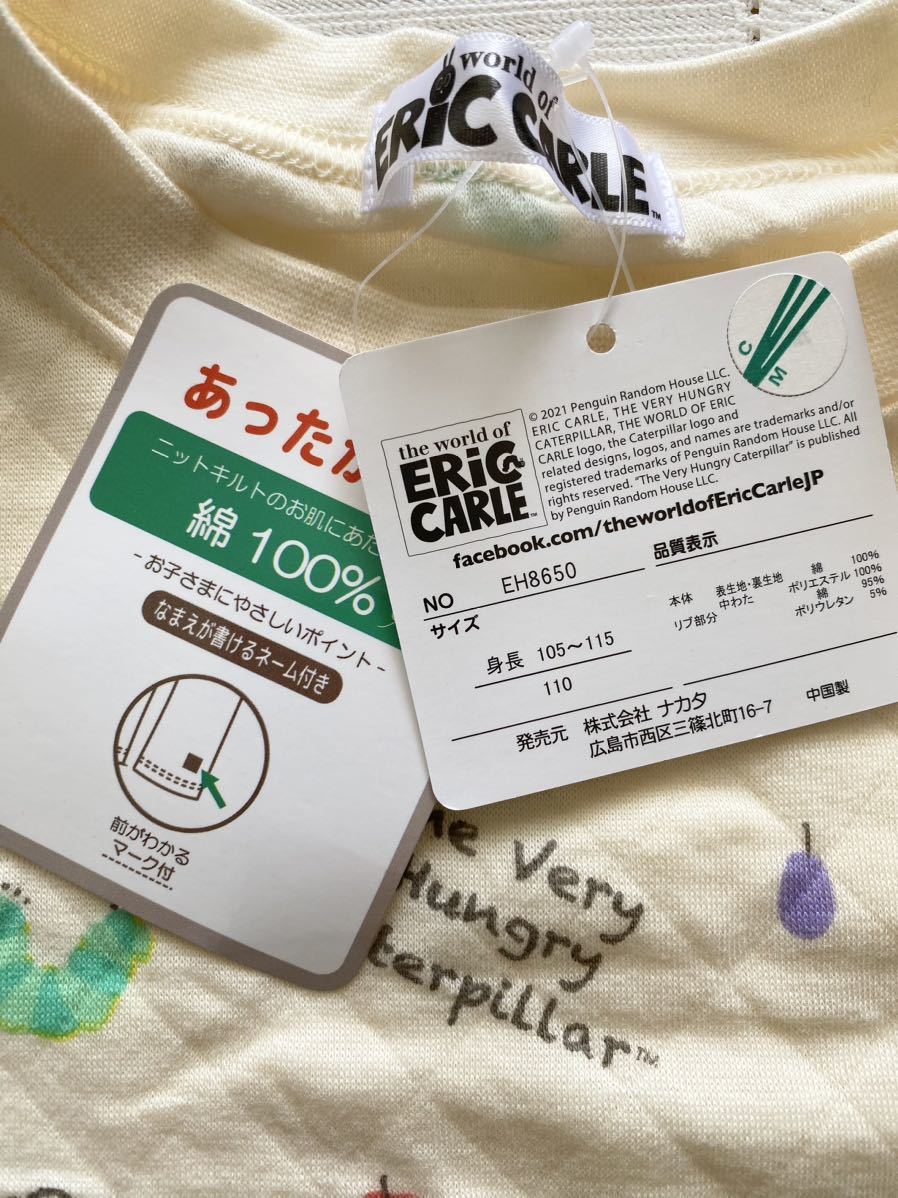 world of
ERiC CARLE™
あったか
ニットキルトのお肌にあた
綿 100%
-お子さまにやさしいポイント-
なまえが書けるネーム付き
前がわかる
マーク付
C
M
the world of
ERiC
CARLE™
© 2021 Penguin Random House LLC.
ERIC CARLE, THE VERY HUNGRY
CATERPILLAR, THE WORLD OF ERIC
CARLE logo, the Caterpillar logo and
related designs, logos, and names are trademarks and/or
registered trademarks of Penguin Random House LLC. All
rights reserved. "The Very Hungry Caterpillar" is published
by Penguin Random House LLC.
facebook.com/theworldofEricCarleJP
NO EH8650
サイズ
身長 105〜115
110
品質表示
本体 表生地・裏生地 綿 100%
中わた ポリエステル 100%
リブ部分 綿 95%
ポリウレタン 5%
発売元 株式会社 ナカタ 中国製
広島市西区三篠北町16-7
he Very
Hungry
terpillar™